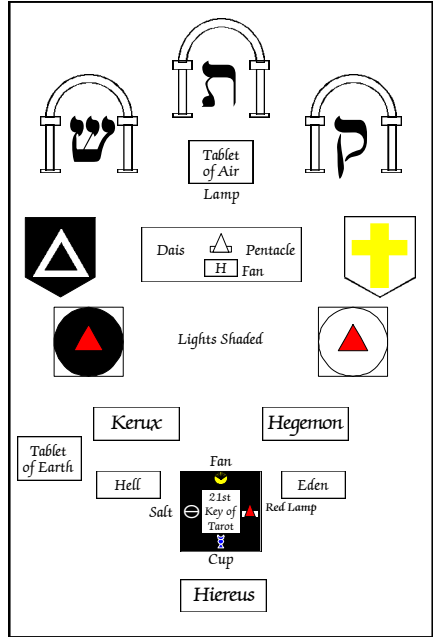 ת
ש
ק
Tablet
of Air
Lamp
Dais
Pentacle
H
Fan
Lights Shaded
Kerux
Hegemon
Tablet
of Earth
Fan
Hell
21st
Key of
Tarot
Eden
Salt
Red Lamp
Cup
Hiereus